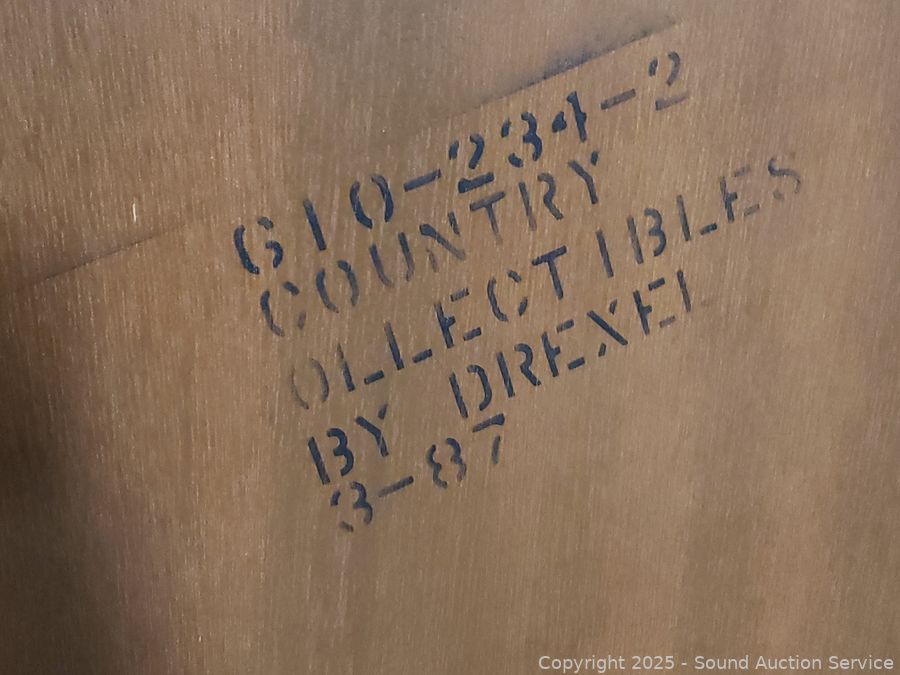 610-234-2
COUNTRY
OLLECTIBLES
BY DREXEL
3-87
Copyright © 2025 - Sound Auction Service